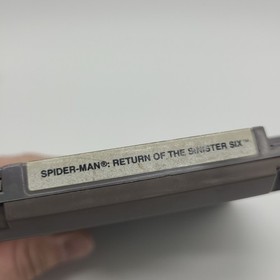 SPIDER-MAN®: RETURN OF THE SINISTER SIX™